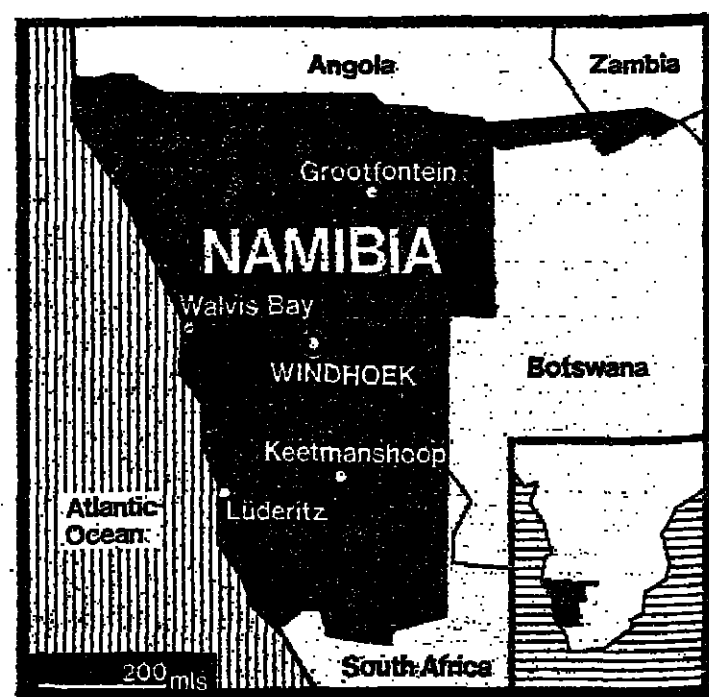 Angola
Zambia
Grootfontein
NAMIBIA
Walvis Bay
WINDHOEK
Botswana
Keetmanshoop
Lüderitz
Atlantic
Ocean
South Africa
200 mls